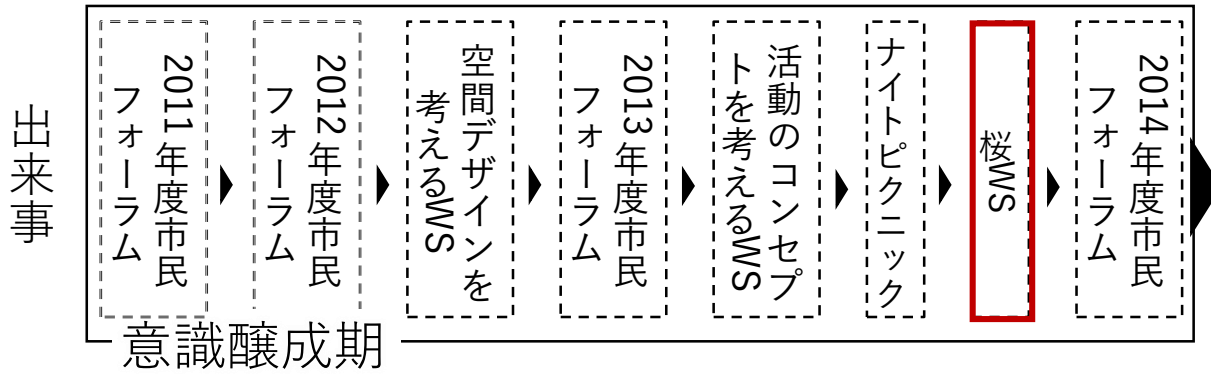 出来事
2011年度市民
フォーラム
2012年度市民
フォーラム
空間デザインを
考えるWS
2013年度市民
フォーラム
活動のコンセプ
トを考えるWS
ナイトピクニック
桜WS
2014年度市民
フォーラム
意識醸成期